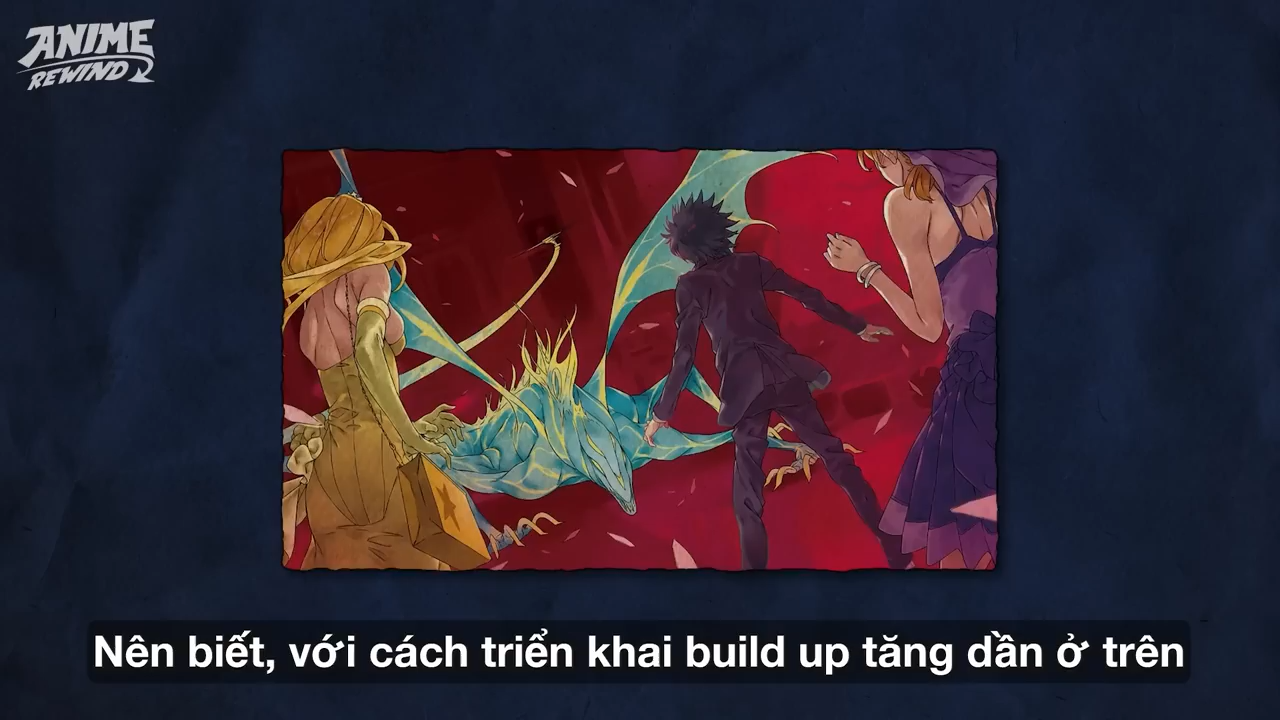 ANIME
REWIND
Nên biết, với cách triển khai build up tăng dần ở trên